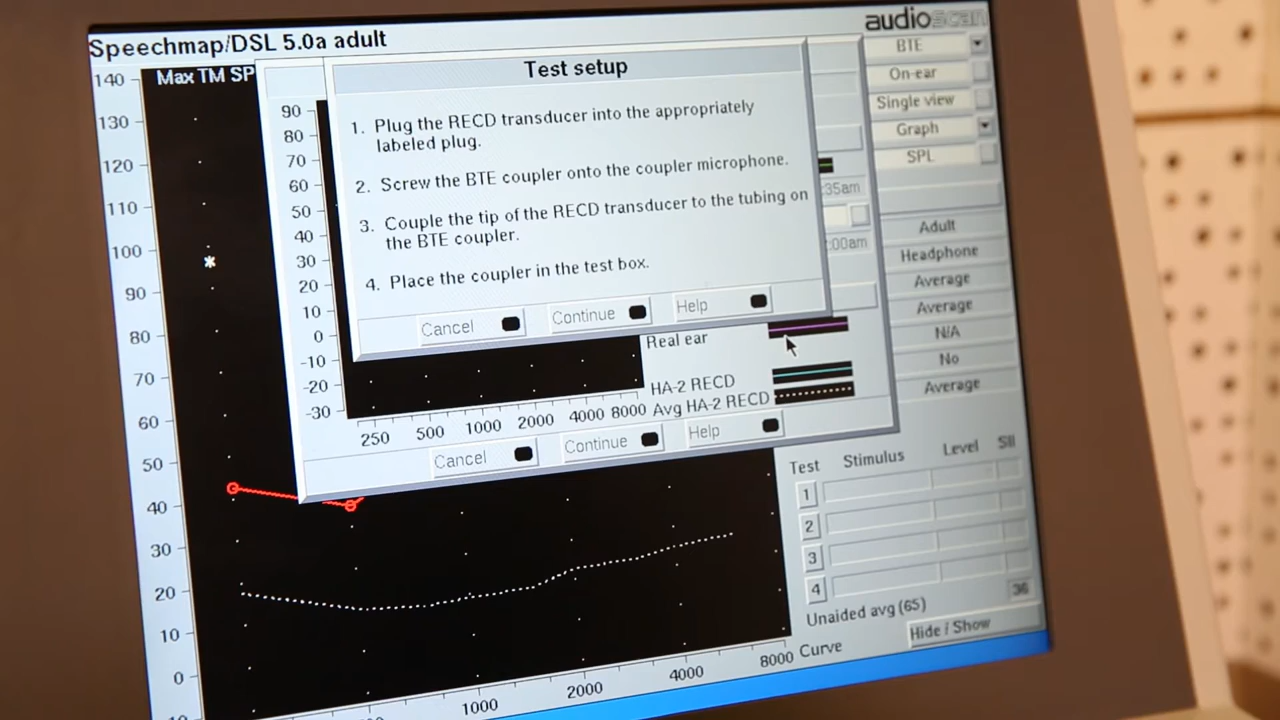 Speechmap/DSL 5.0a adult
audioscan
140
Max TM SP
130
120
110
100
90
80
70
60
50
40
30
20
10
0
1000
2000
4000
8000
90
80
70
60
50
40
30
20
10
0
-10
-20
-30
250
500
1000
2000
4000
8000
Test setup
1. Plug the RECD transducer into the appropriately
labeled plug.
2. Screw the BTE coupler onto the coupler microphone.
3. Couple the tip of the RECD transducer to the tubing on
the BTE coupler.
4. Place the coupler in the test box.
Cancel
Continue
Help
:35am
:00am
Real ear
HA-2 RECD
Avg HA-2 RECD
Cancel
Continue
Help
BTE
On-ear
Single view
Graph
SPL
Adult
Headphone
Average
Average
N/A
No
Average
Test Stimulus Level SII
1
2
3
4
Unaided avg (65) 36
Curve Hide / Show